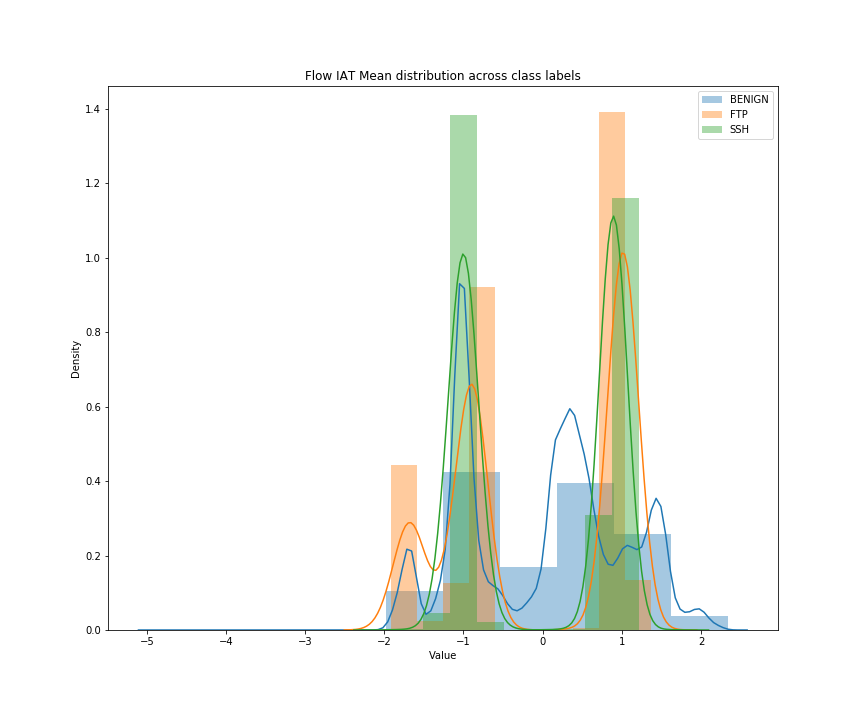 Flow IAT Mean distribution across class labels
BENIGN
FTP
SSH
1.4
1.2
1.0
0.8
0.6
0.4
0.2
0.0
Density
−5
−4
−3
−2
−1
0
1
2
Value